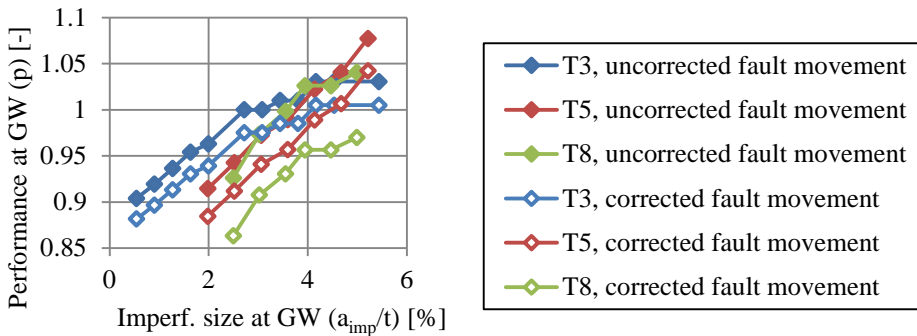 Performance at GW (p) [-]
1.1
1.05
1
0.95
0.9
0.85
0
2
4
6
Imperf. size at GW (aimp/t) [%]
T3, uncorrected fault movement
T5, uncorrected fault movement
T8, uncorrected fault movement
T3, corrected fault movement
T5, corrected fault movement
T8, corrected fault movement